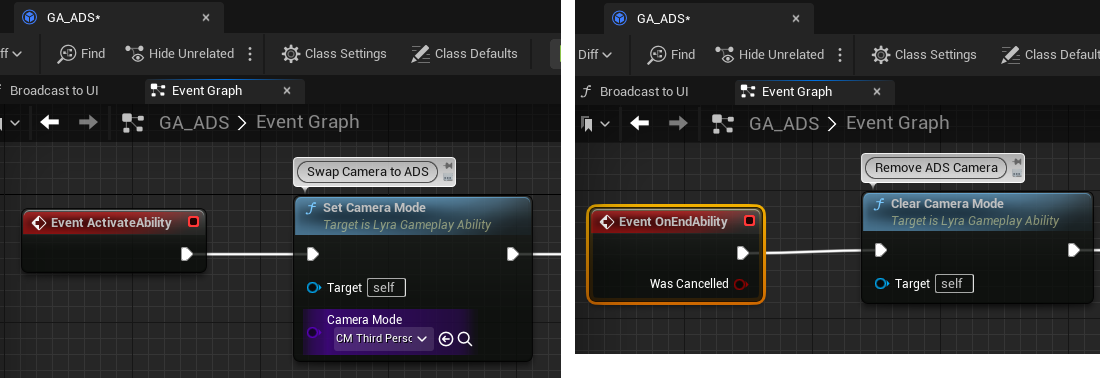 GA_ADS*
ff
Find
Hide Unrelated
Class Settings
Class Defaults
Broadcast to UI
Event Graph
GA_ADS > Event Graph
Swap Camera to ADS
Event ActivateAbility
Set Camera Mode
Target is Lyra Gameplay Ability
Target self
Camera Mode
CM Third Persc
GA_ADS*
Diff
Find
Hide Unrelated
Class Settings
Class Defaults
Broadcast to UI
Event Graph
GA_ADS > Event Graph
Remove ADS Camera
Event OnEndAbility
Was Cancelled
Clear Camera Mode
Target is Lyra Gameplay Ability
Target self